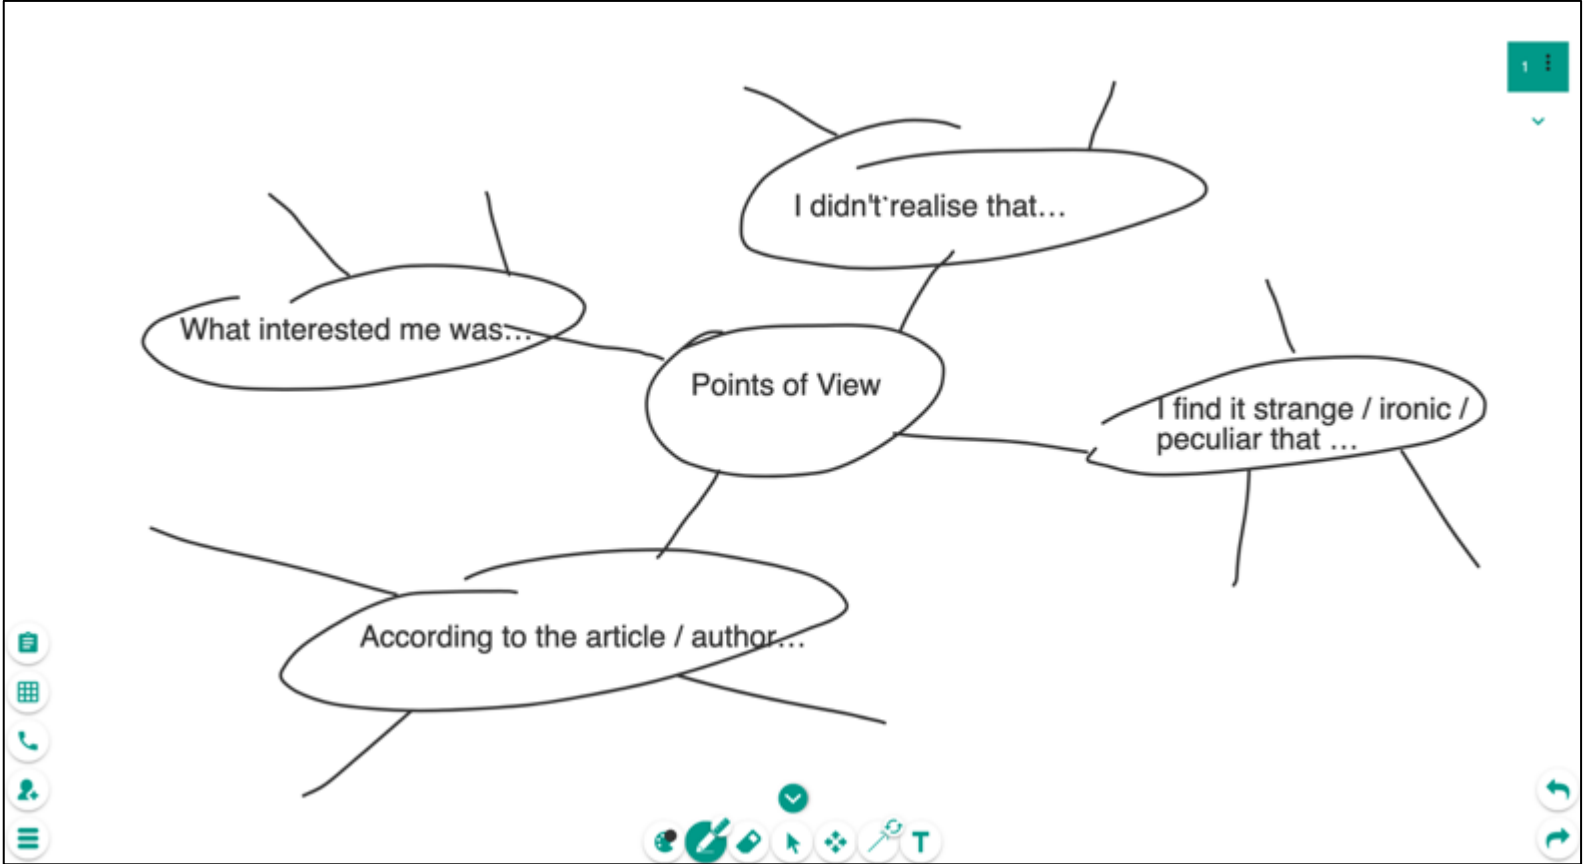 1
I didn't`realise that...
What interested me was...
Points of View
I find it strange / ironic /
peculiar that ...
According to the article / author...
T